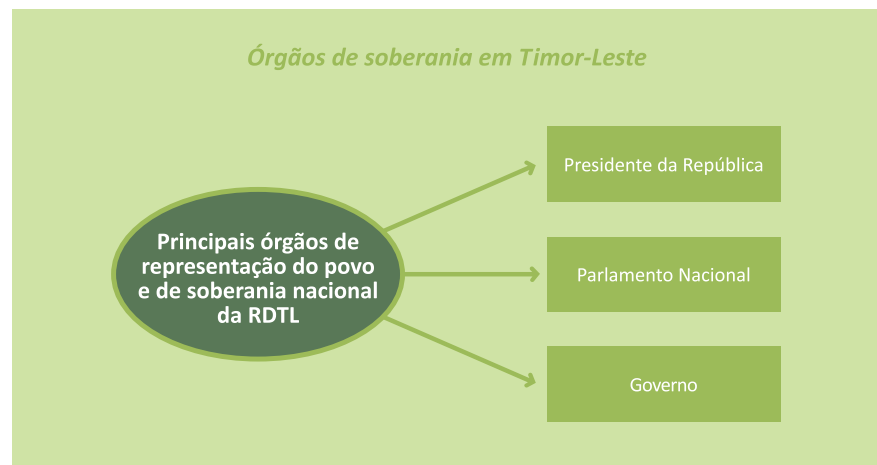 Órgãos de soberania em Timor-Leste
Principais órgãos de
representação do povo
e de soberania nacional
da RDTL
Presidente da República
Parlamento Nacional
Governo